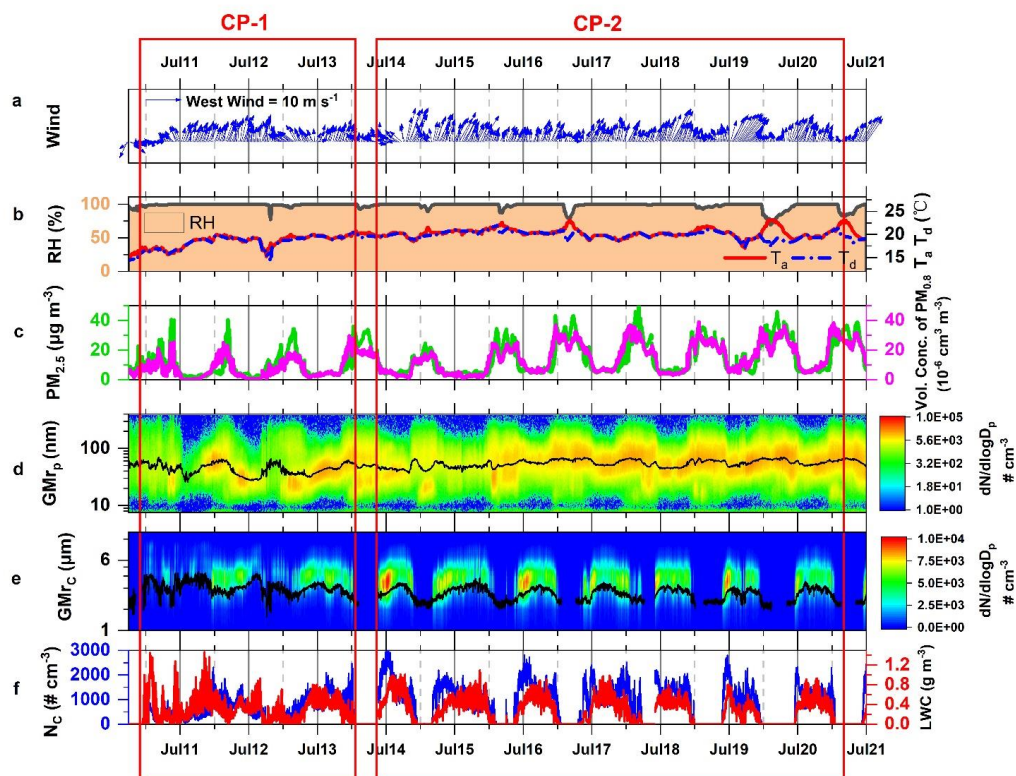 CP-1
CP-2
Jul11 Jul12 Jul13 Jul14 Jul15 Jul16 Jul17 Jul18 Jul19 Jul20 Jul21
a
Wind
West Wind = 10 m s⁻¹
b
RH (%)
100
50
0
RH
Tₐ
T_d
25
20
15
Tₐ T_d (℃)
c
PM₂.₅ (μg m⁻³)
40
20
0
40
20
0
Vol. Conc. of PM₀.₈
(10⁻⁶ cm³ m⁻³)
d
GMrₚ (nm)
100
10
1.0E+05
5.6E+03
3.2E+02
1.8E+01
1.0E+00
dN/dlogDₚ
# cm⁻³
e
GMr_C (μm)
6
1
1.0E+04
7.5E+03
5.0E+03
2.5E+03
0.0E+00
dN/dlogDₚ
# cm⁻³
f
N_C (# cm⁻³)
3000
2000
1000
0
1.2
0.8
0.4
0.0
LWC (g m⁻³)
Jul11 Jul12 Jul13 Jul14 Jul15 Jul16 Jul17 Jul18 Jul19 Jul20 Jul21